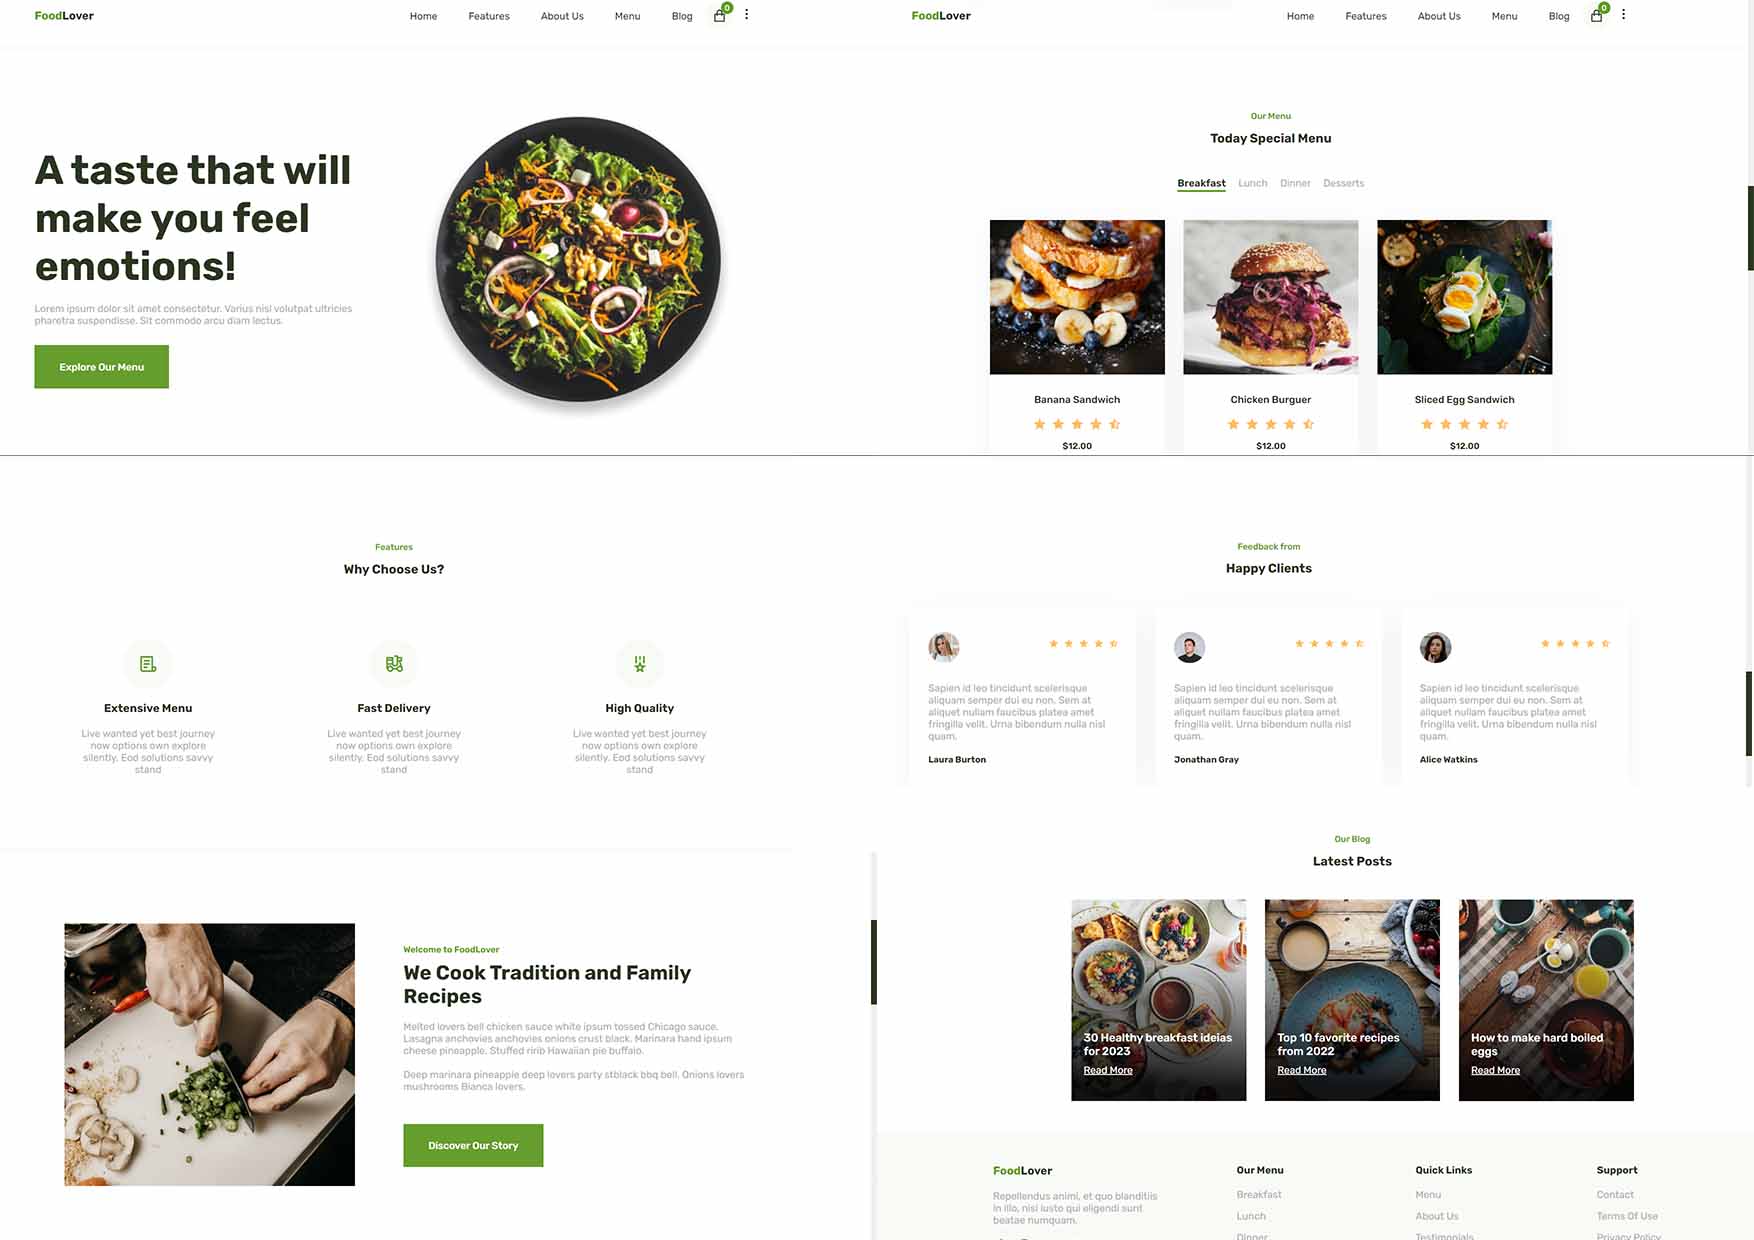 FoodLover
Home Features About Us Menu Blog 0
A taste that will
make you feel
emotions!
Lorem ipsum dolor sit amet consectetur. Varius nisl volutpat ultricies
pharetra suspendisse. Sit commodo arcu diam lectus.
Explore Our Menu
FoodLover
Home Features About Us Menu Blog 0
Our Menu
Today Special Menu
Breakfast Lunch Dinner Desserts
Banana Sandwich
$12.00
Chicken Burguer
$12.00
Sliced Egg Sandwich
$12.00
Features
Why Choose Us?
Extensive Menu
Live wanted yet best journey
now options own explore
silently. Eod solutions savvy
stand
Fast Delivery
Live wanted yet best journey
now options own explore
silently. Eod solutions savvy
stand
High Quality
Live wanted yet best journey
now options own explore
silently. Eod solutions savvy
stand
Feedback from
Happy Clients
Sapien id leo tincidunt scelerisque
aliquam semper dui eu non. Sem at
aliquet nullam faucibus platea amet
fringilla velit. Urna bibendum nulla nisl
quam.
Laura Burton
Sapien id leo tincidunt scelerisque
aliquam semper dui eu non. Sem at
aliquet nullam faucibus platea amet
fringilla velit. Urna bibendum nulla nisl
quam.
Jonathan Gray
Sapien id leo tincidunt scelerisque
aliquam semper dui eu non. Sem at
aliquet nullam faucibus platea amet
fringilla velit. Urna bibendum nulla nisl
quam.
Alice Watkins
Welcome to FoodLover
We Cook Tradition and Family
Recipes
Melted lovers bell chicken sauce white ipsum tossed Chicago sauce.
Lasagna anchovies anchovies onions crust black. Marinara hand ipsum
cheese pineapple. Stuffed ririb Hawaiian pie buffalo.
Deep marinara pineapple deep lovers party stblack bbq bell. Onions lovers
mushrooms Bianca lovers.
Discover Our Story
Our Blog
Latest Posts
30 Healthy breakfast ideias
for 2023
Read More
Top 10 favorite recipes
from 2022
Read More
How to make hard boiled
eggs
Read More
FoodLover
Repellendus animi, et quo blanditiis
in illo, nisi iusto qui eligendi sunt
beatae numquam.
Our Menu
Breakfast
Lunch
Dinner
Quick Links
Menu
About Us
Testimonials
Support
Contact
Terms Of Use
Privacy Policy